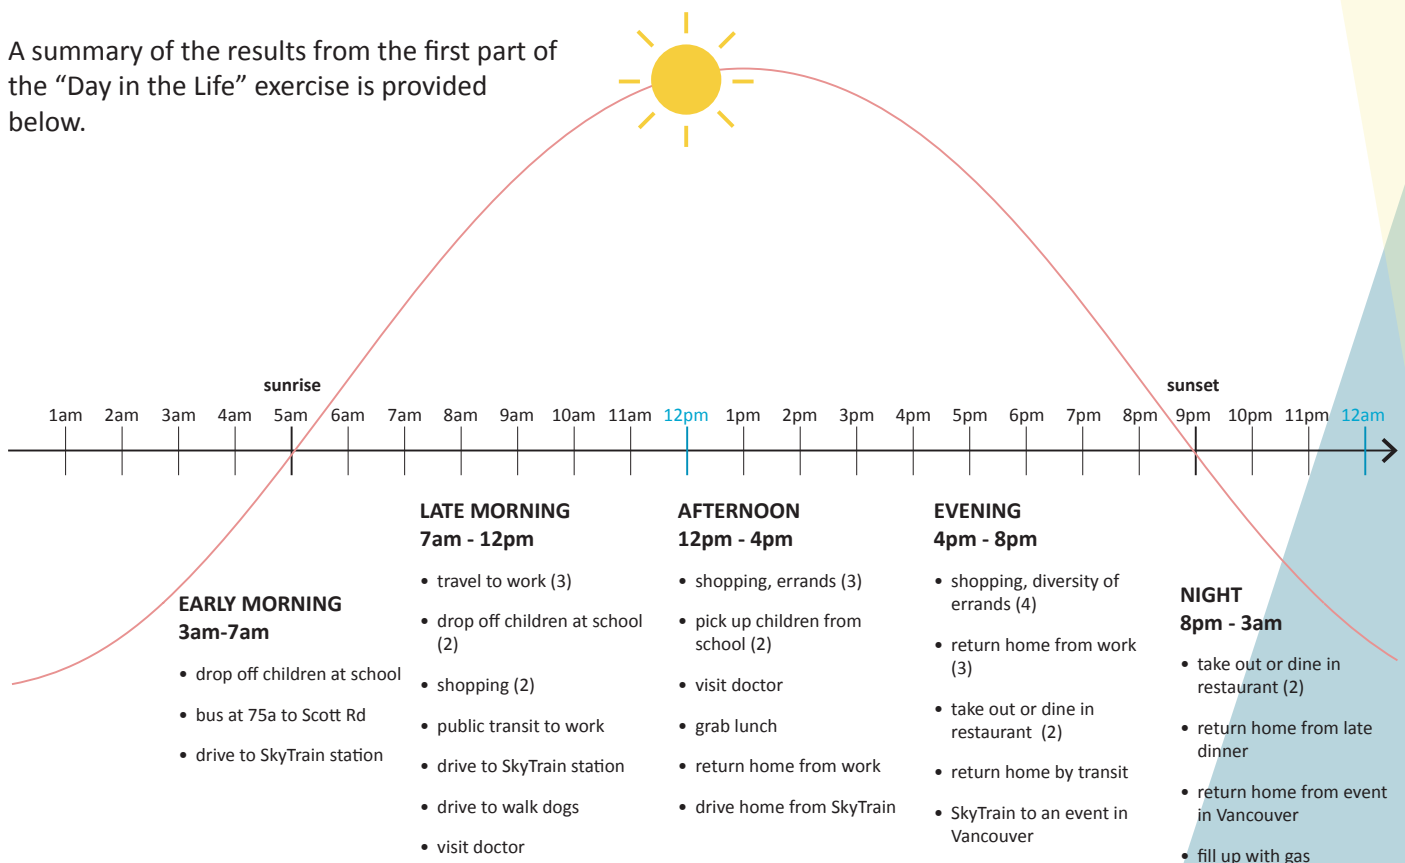 A summary of the results from the first part of
the “Day in the Life” exercise is provided
below.
sunrise
sunset
1am 2am 3am 4am 5am 6am 7am 8am 9am 10am 11am 12pm 1pm 2pm 3pm 4pm 5pm 6pm 7pm 8pm 9pm 10pm 11pm 12am
EARLY MORNING
3am-7am
• drop off children at school
• bus at 75a to Scott Rd
• drive to SkyTrain station
LATE MORNING
7am - 12pm
• travel to work (3)
• drop off children at school
(2)
• shopping (2)
• public transit to work
• drive to SkyTrain station
• drive to walk dogs
• visit doctor
AFTERNOON
12pm - 4pm
• shopping, errands (3)
• pick up children from
school (2)
• visit doctor
• grab lunch
• return home from work
• drive home from SkyTrain
EVENING
4pm - 8pm
• shopping, diversity of
errands (4)
• return home from work
(3)
• take out or dine in
restaurant (2)
• return home by transit
• SkyTrain to an event in
Vancouver
NIGHT
8pm - 3am
• take out or dine in
restaurant (2)
• return home from late
dinner
• return home from event
in Vancouver
• fill up with gas